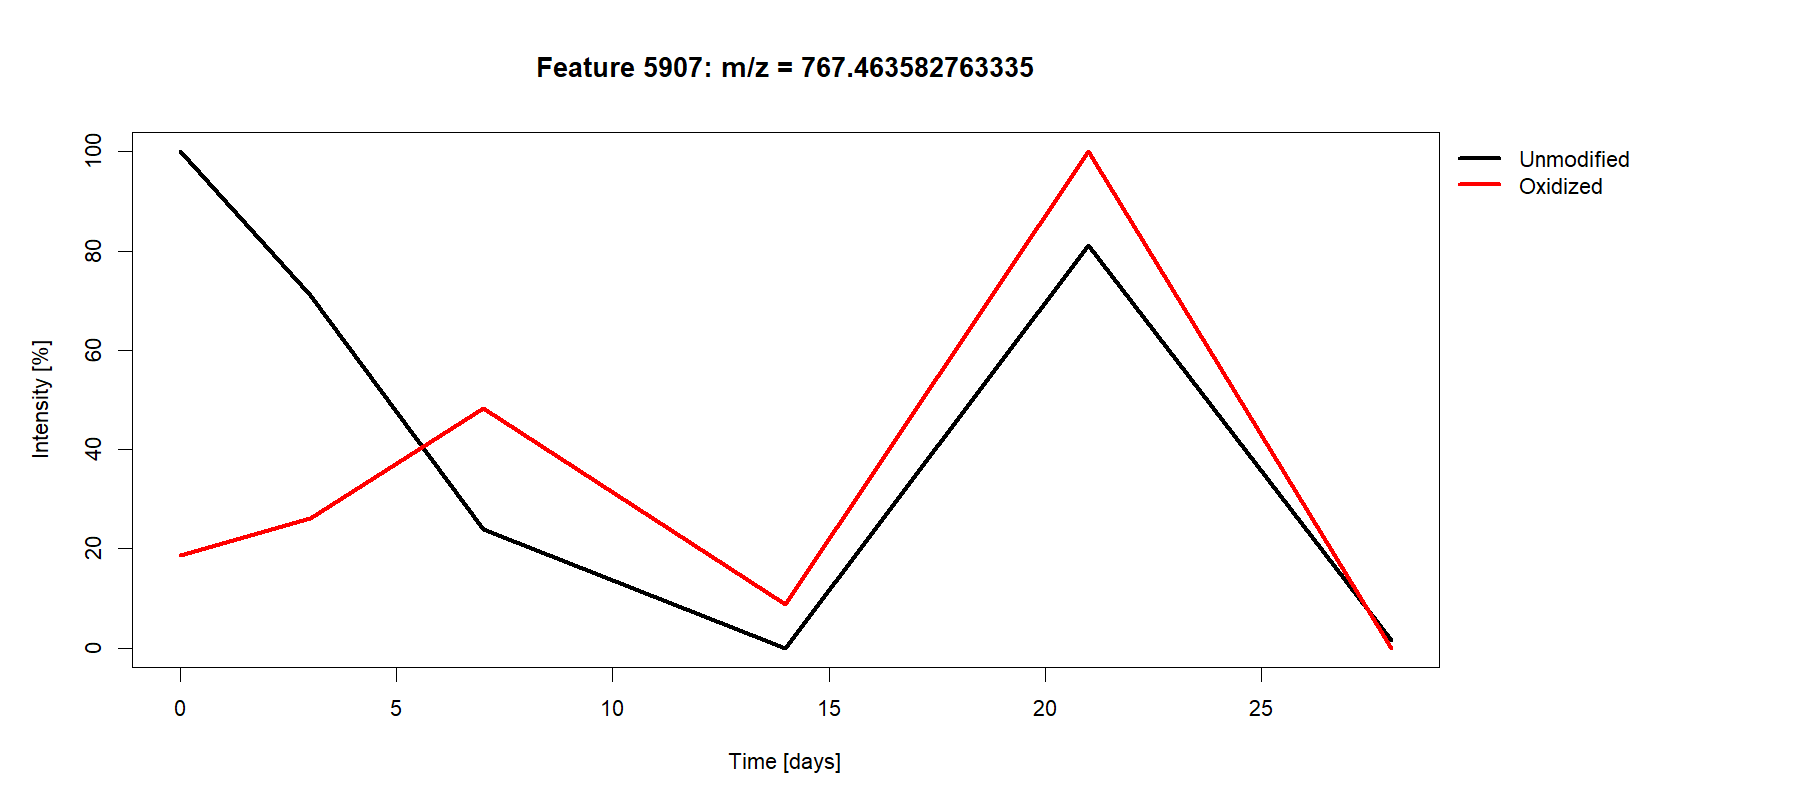 Feature 5907: m/z = 767.463582763335
Unmodified
Oxidized
Intensity [%]
100
80
60
40
20
0
0 5 10 15 20 25
Time [days]